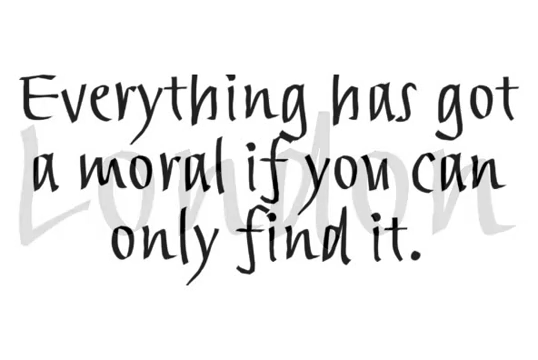 Everything has got
a moral if you can
only find it.
London